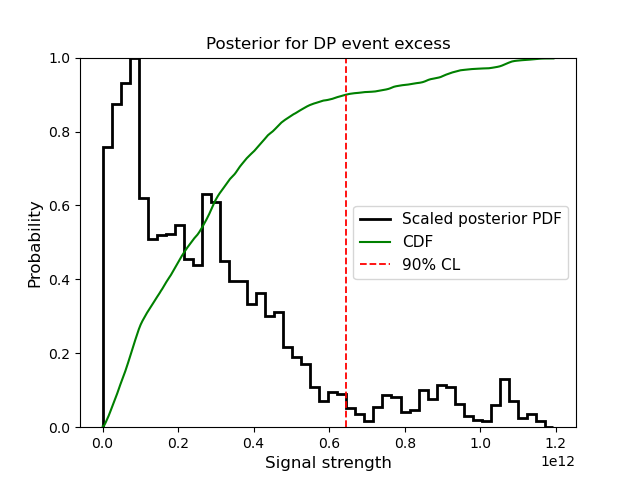 Posterior for DP event excess
Probability
1.0
0.8
0.6
0.4
0.2
0.0
Scaled posterior PDF
CDF
90% CL
0.0 0.2 0.4 0.6 0.8 1.0 1.2
1e12
Signal strength